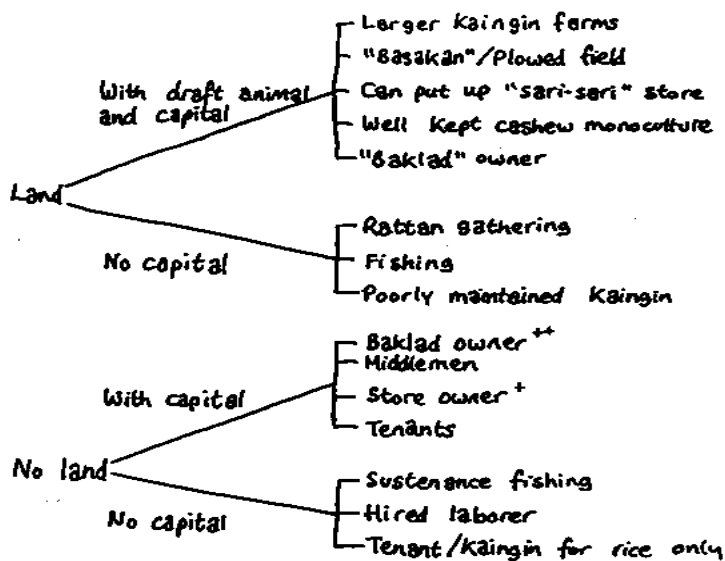 Larger Kaingin farms
"Basakan"/Plowed field
With draft animal
and capital
Can put up "sari-sari" store
Well kept cashew monoculture
"Baklad" owner
Land
No capital
Rattan gathering
Fishing
Poorly maintained Kaingin
Baklad owner ++
Middlemen
With capital
Store owner +
Tenants
No land
No capital
Sustenance fishing
Hired laborer
Tenant/Kaingin for rice only